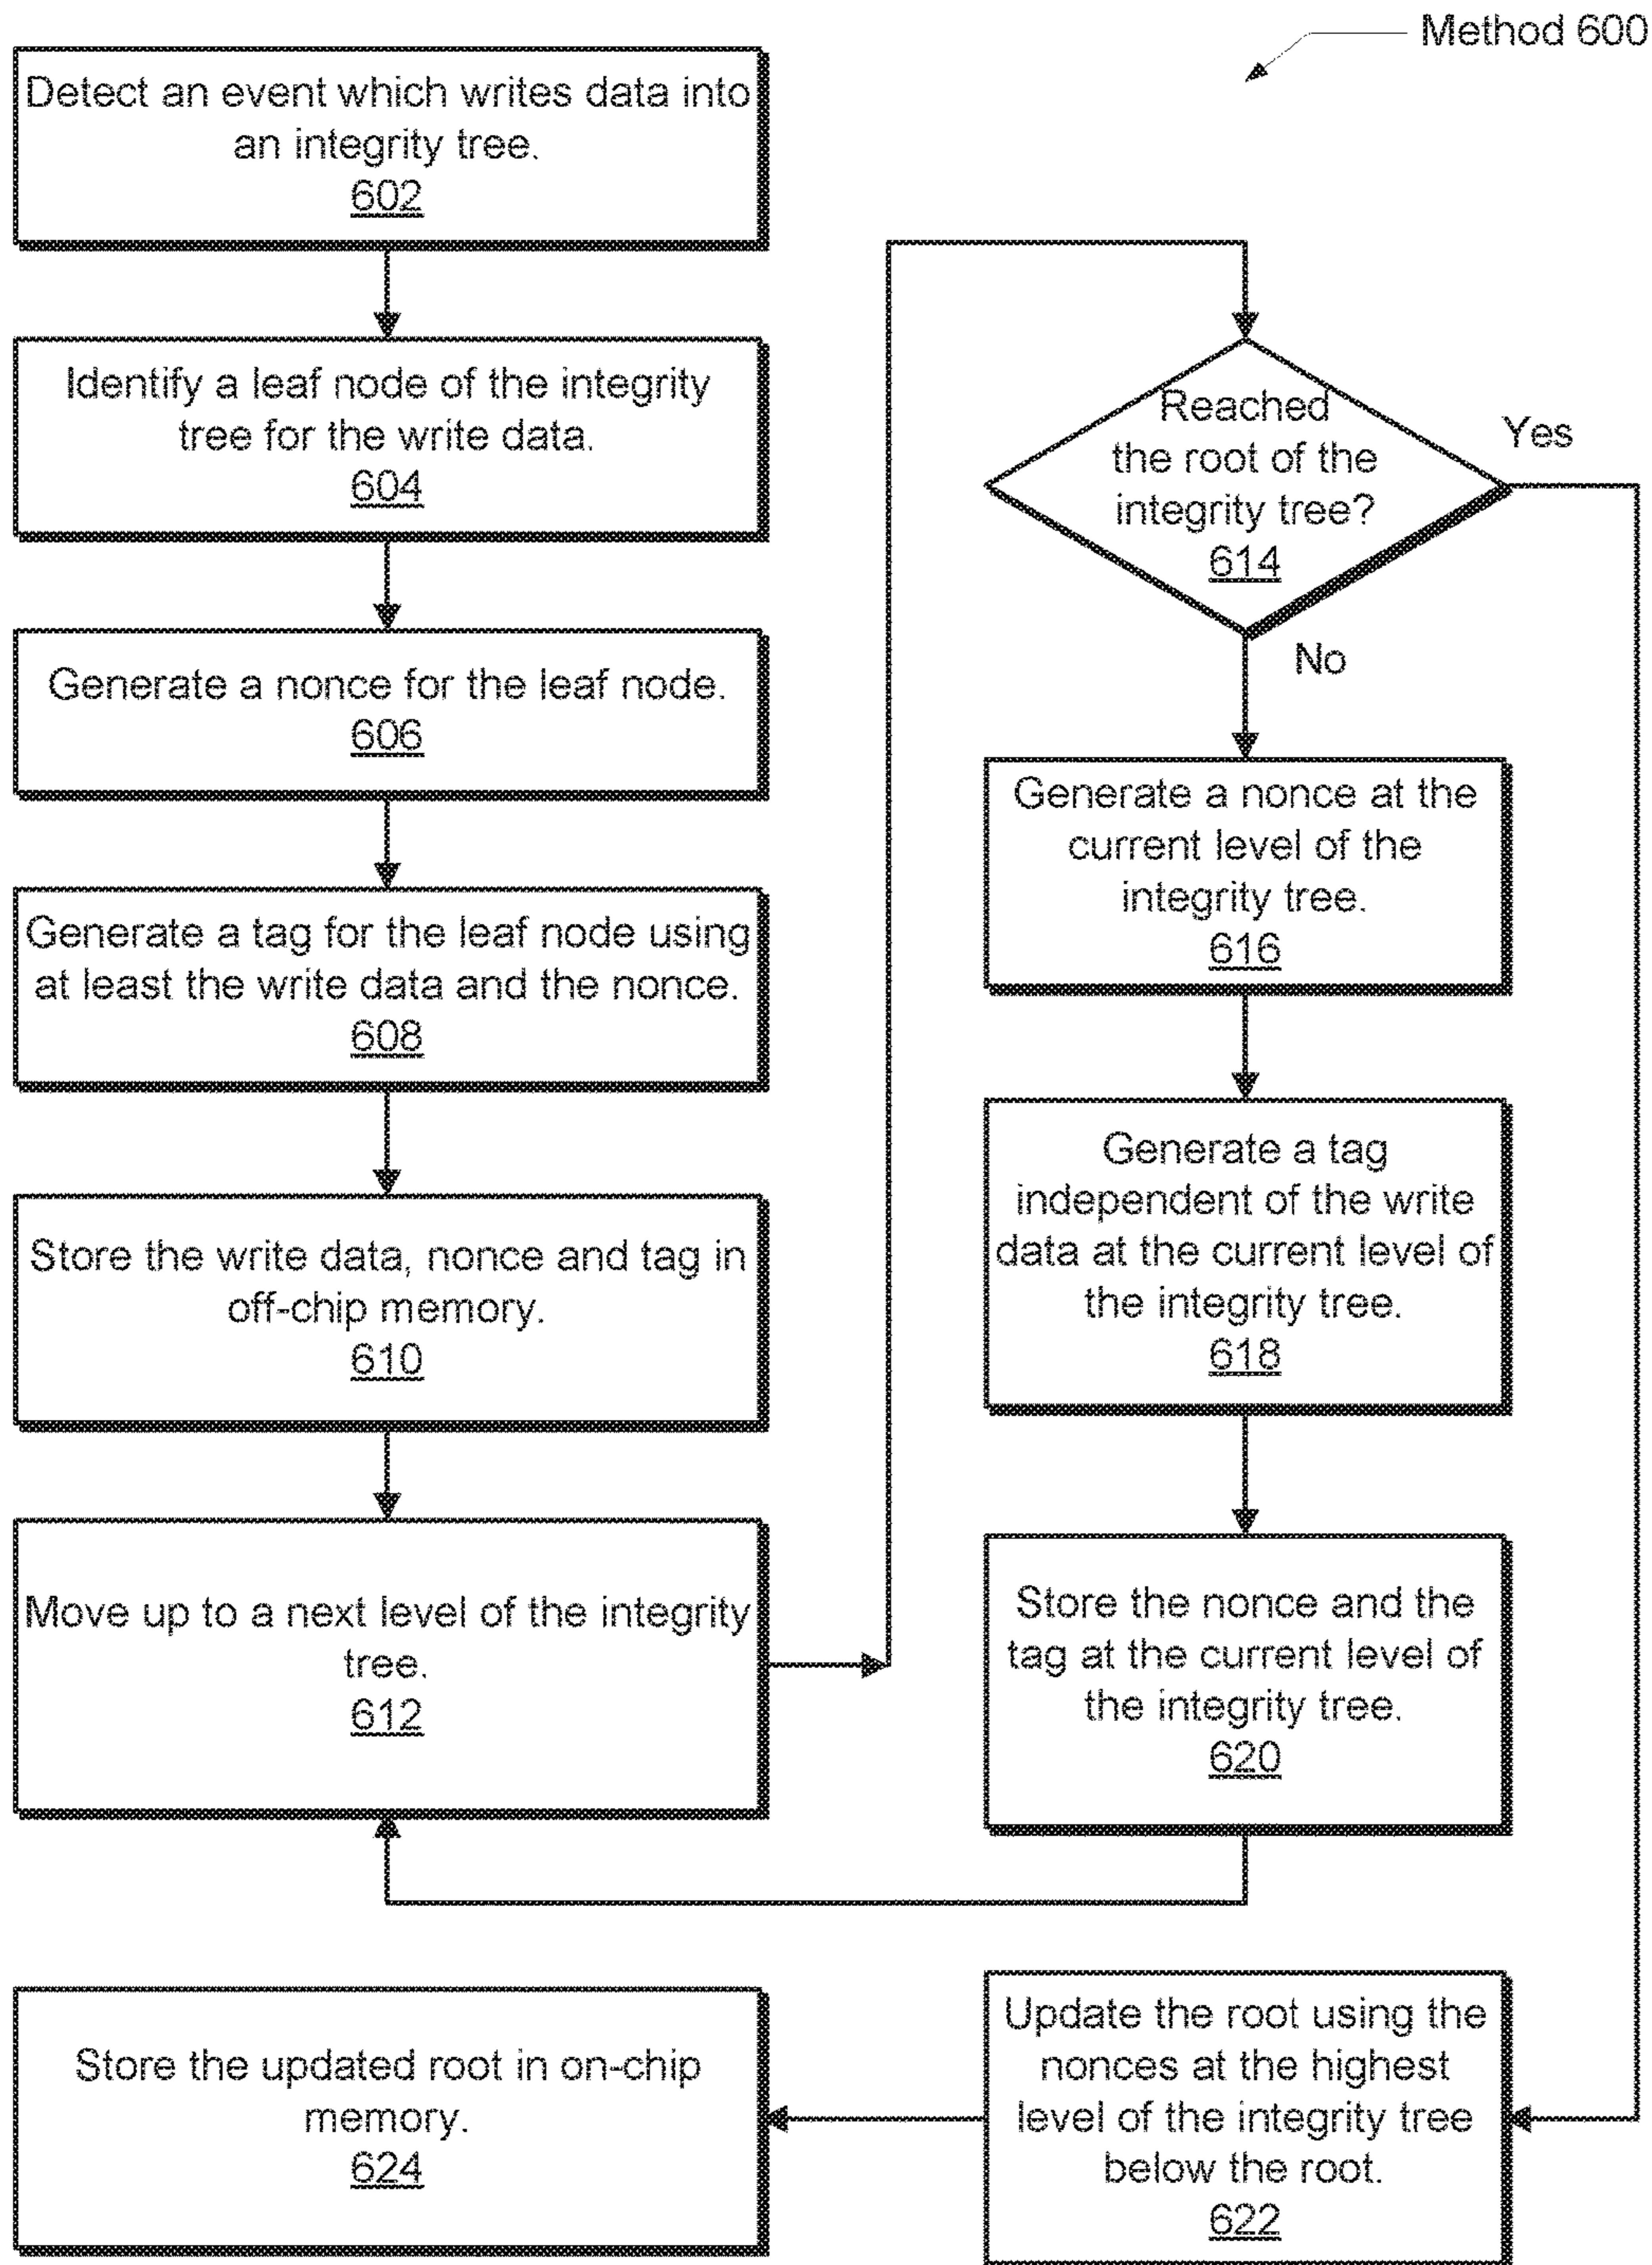 Method 600
Detect an event which writes data into
an integrity tree.
602
Identify a leaf node of the integrity
tree for the write data.
604
Generate a nonce for the leaf node.
606
Generate a tag for the leaf node using
at least the write data and the nonce.
608
Store the write data, nonce and tag in
off-chip memory.
610
Move up to a next level of the integrity
tree.
612
Reached
the root of the
integrity tree?
614
Yes
No
Generate a nonce at the
current level of the
integrity tree.
616
Generate a tag
independent of the write
data at the current level of
the integrity tree.
618
Store the nonce and the
tag at the current level of
the integrity tree.
620
Update the root using the
nonces at the highest
level of the integrity tree
below the root.
622
Store the updated root in on-chip
memory.
624